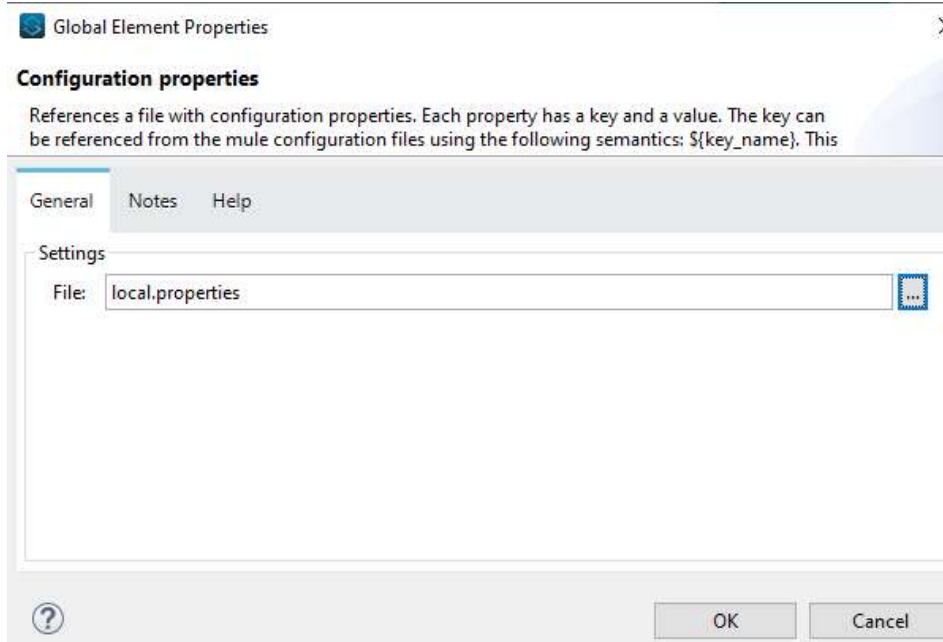 Global Element Properties
Configuration properties
References a file with configuration properties. Each property has a key and a value. The key can
be referenced from the mule configuration files using the following semantics: ${key_name}. This
General Notes Help
Settings
File: local.properties ...
? OK Cancel